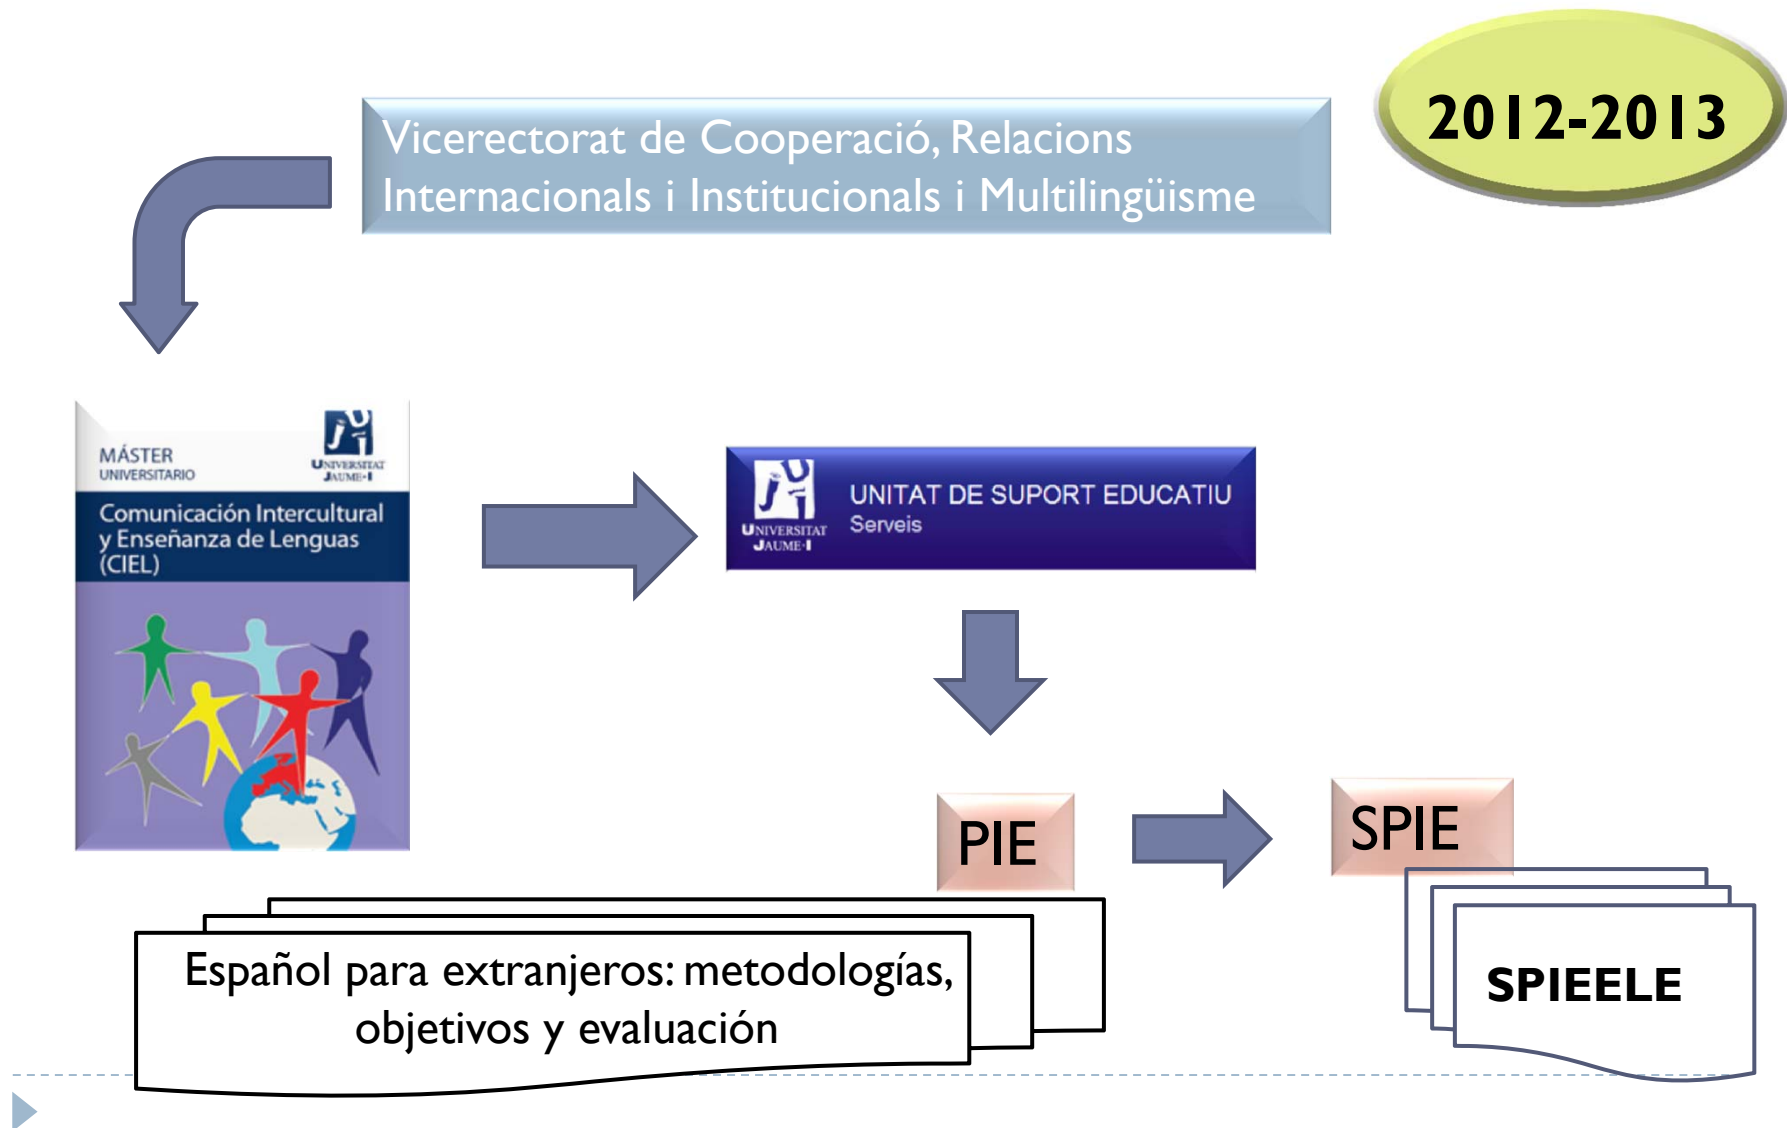 2012-2013
Vicerectorat de Cooperació, Relacions
Internacionals i Institucionals i Multilingüisme
MÁSTER
UNIVERSITARIO
UNIVERSITAT
JAUME·I
Comunicación Intercultural
y Enseñanza de Lenguas
(CIEL)
UNIVERSITAT
JAUME·I
UNITAT DE SUPORT EDUCATIU
Serveis
PIE
SPIE
Español para extranjeros: metodologías,
objetivos y evaluación
SPIEELE